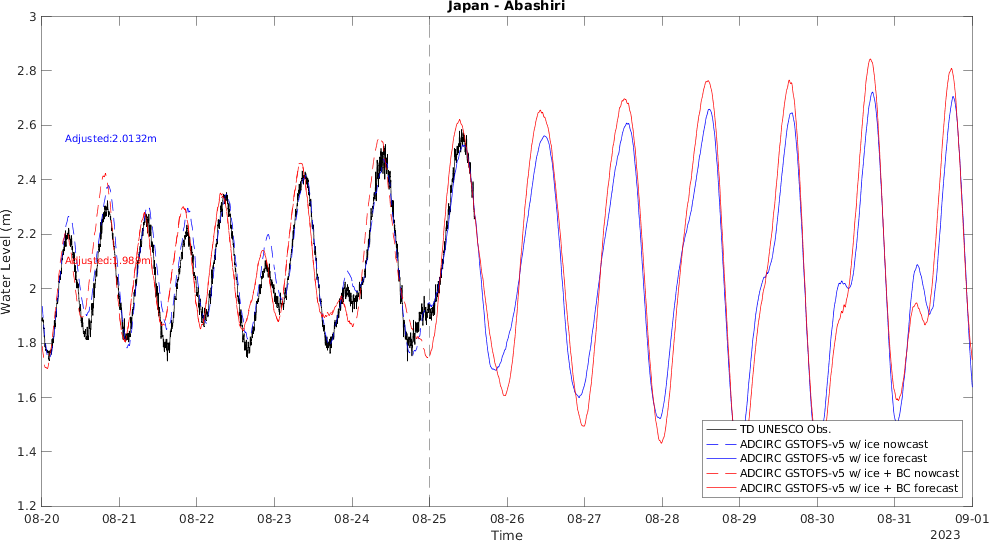 Japan - Abashiri
3
2.8
2.6
2.4
2.2
2
1.8
1.6
1.4
1.2
Water Level (m)
Adjusted:2.0132m
Adjusted:1.989m
TD UNESCO Obs.
ADCIRC GSTOFS-v5 w/ ice nowcast
ADCIRC GSTOFS-v5 w/ ice forecast
ADCIRC GSTOFS-v5 w/ ice + BC nowcast
ADCIRC GSTOFS-v5 w/ ice + BC forecast
08-20 08-21 08-22 08-23 08-24 08-25 08-26 08-27 08-28 08-29 08-30 08-31 09-01
Time
2023